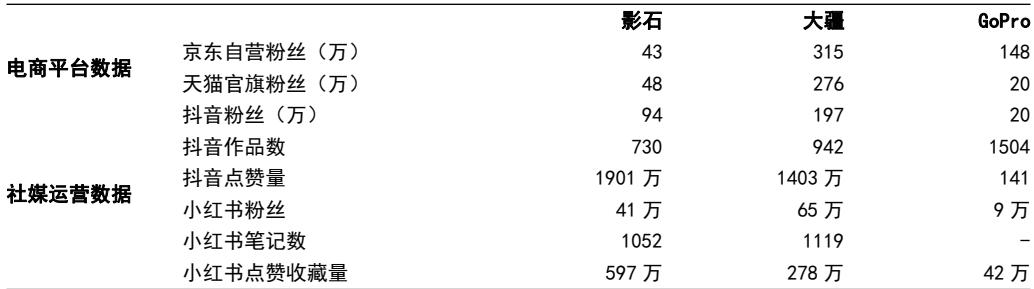 影石 大疆 GoPro
电商平台数据
京东自营粉丝（万） 43 315 148
天猫官旗粉丝（万） 48 276 20
抖音粉丝（万） 94 197 20
社媒运营数据
抖音作品数 730 942 1504
抖音点赞量 1901 万 1403 万 141
小红书粉丝 41 万 65 万 9 万
小红书笔记数 1052 1119 -
小红书点赞收藏量 597 万 278 万 42 万